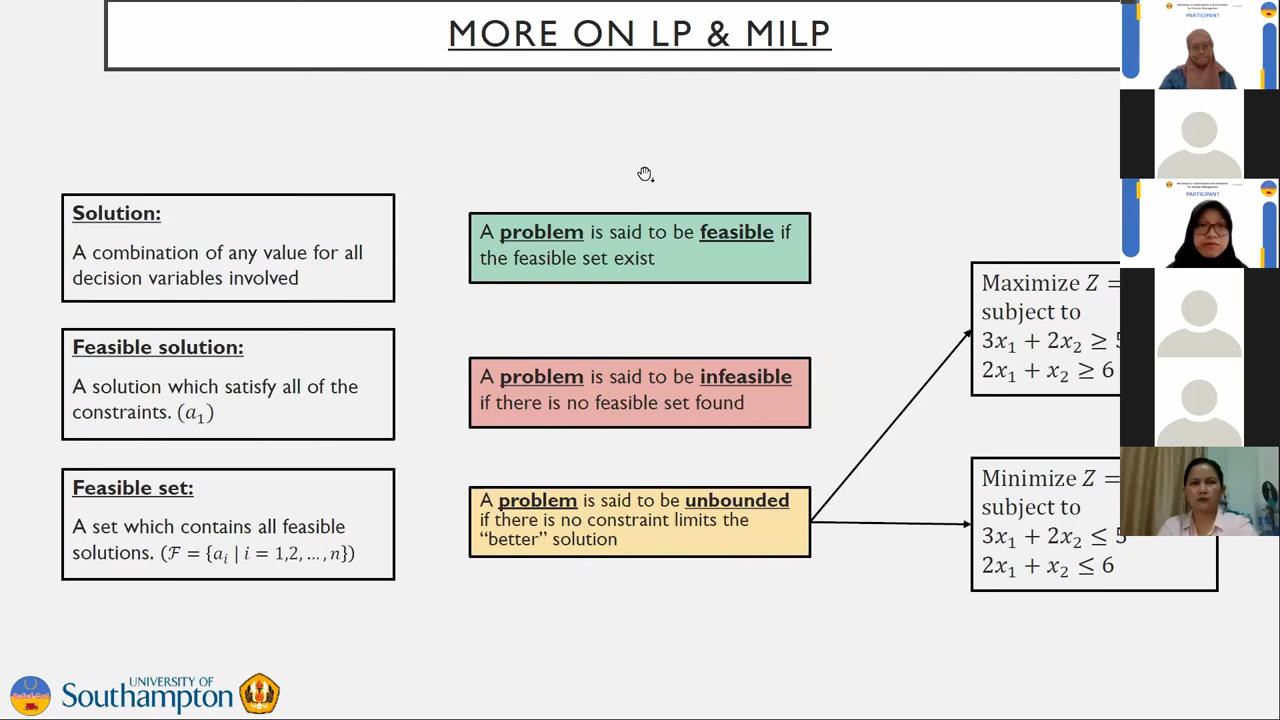 MORE ON LP & MILP
Solution:
A combination of any value for all
decision variables involved
Feasible solution:
A solution which satisfy all of the
constraints. (a₁)
Feasible set:
A set which contains all feasible
solutions. (ℱ = {aᵢ | i = 1,2, …, n})
A problem is said to be feasible if
the feasible set exist
A problem is said to be infeasible
if there is no feasible set found
A problem is said to be unbounded
if there is no constraint limits the
“better” solution
Maximize Z =
subject to
3x₁ + 2x₂ ≥ 5
2x₁ + x₂ ≥ 6
Minimize Z =
subject to
3x₁ + 2x₂ ≤ 5
2x₁ + x₂ ≤ 6
PARTICIPANT
PARTICIPANT
UNIVERSITY OF
Southampton